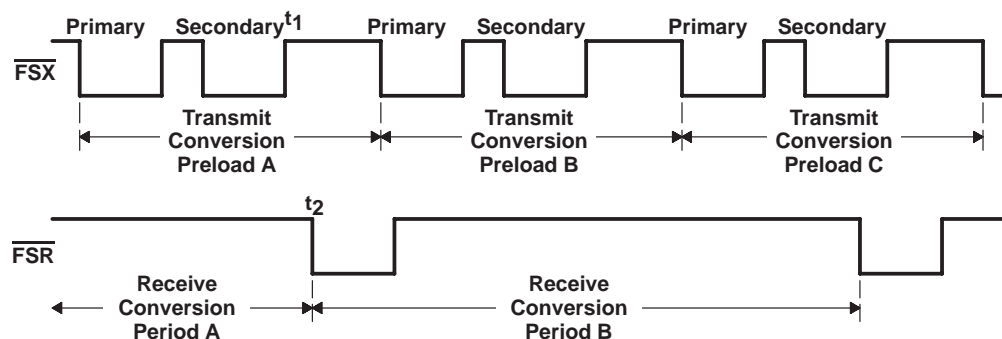 Primary Secondary t1 Primary Secondary Primary Secondary
FSX
Transmit Conversion Preload A
Transmit Conversion Preload B
Transmit Conversion Preload C
t2
FSR
Receive Conversion Period A
Receive Conversion Period B